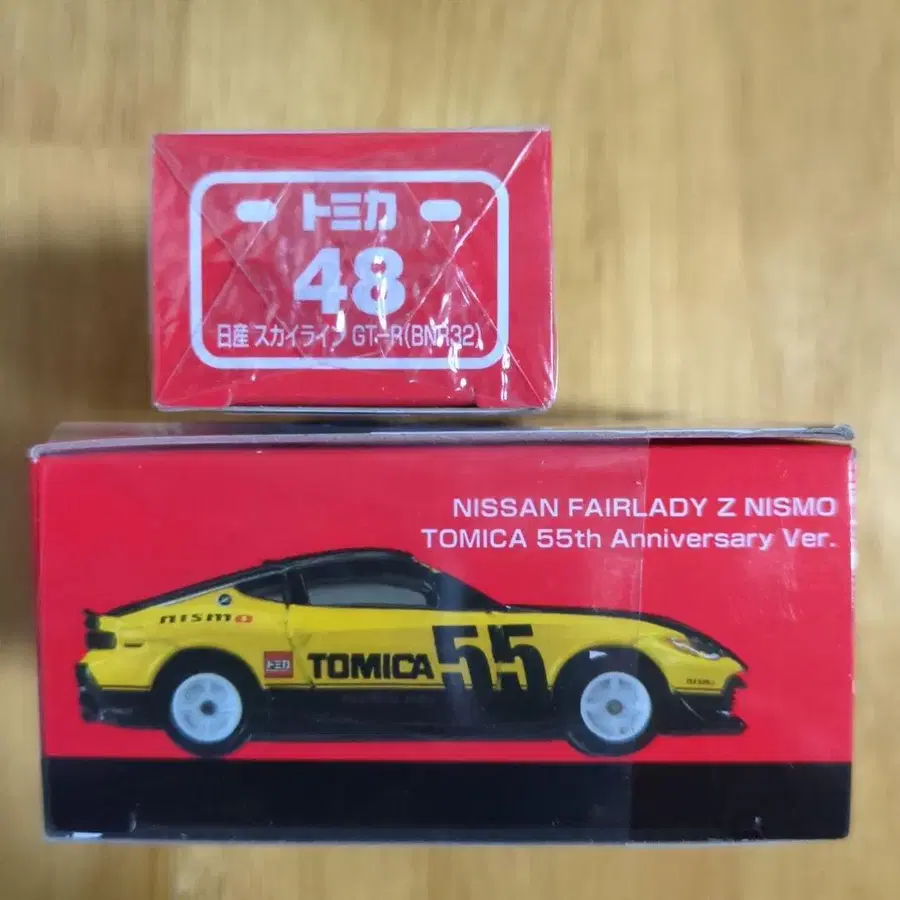 トミカ
48
日産 スカイライン GT-R(BNR32)
NISSAN FAIRLADY Z NISMO
TOMICA 55th Anniversary Ver.
nismo
トミカ TOMICA 55
nismo